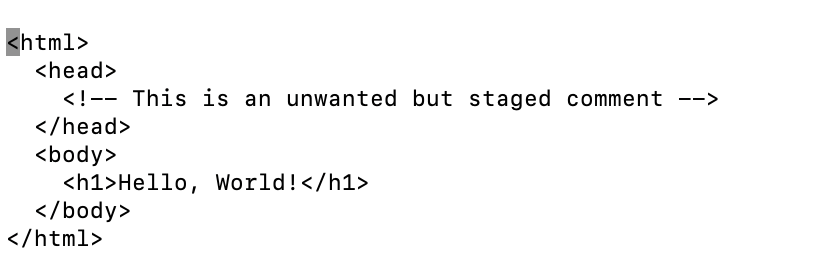 <html>
  <head>
    <!-- This is an unwanted but staged comment -->
  </head>
  <body>
    <h1>Hello, World!</h1>
  </body>
</html>